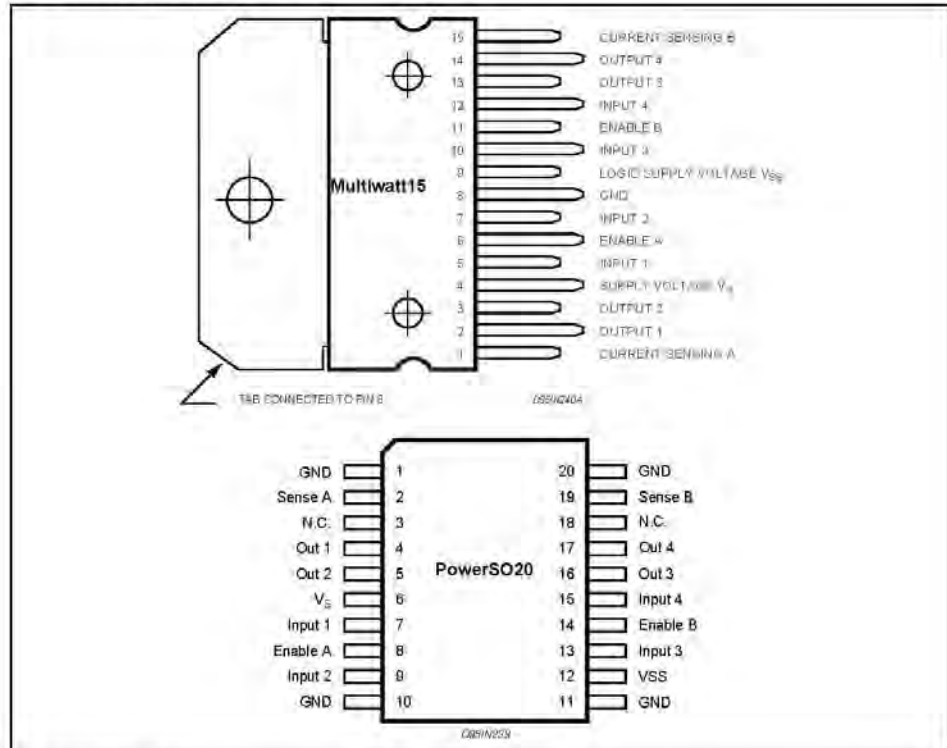 15 CURRENT SENSING B
14 OUTPUT 4
13 OUTPUT 3
12 INPUT 4
11 ENABLE B
10 INPUT 3
9 LOGIC SUPPLY VOLTAGE VSS
8 GND
7 INPUT 2
6 ENABLE A
5 INPUT 1
4 SUPPLY VOLTAGE VS
3 OUTPUT 2
2 OUTPUT 1
1 CURRENT SENSING A
Multiwatt15
TAB CONNECTED TO PIN 8
D95IN240A
GND 1 20 GND
Sense A 2 19 Sense B
N.C. 3 18 N.C.
Out 1 4 17 Out 4
Out 2 5 16 Out 3
VS 6 15 Input 4
Input 1 7 14 Enable B
Enable A 8 13 Input 3
Input 2 9 12 VSS
GND 10 11 GND
PowerSO20
D95IN239